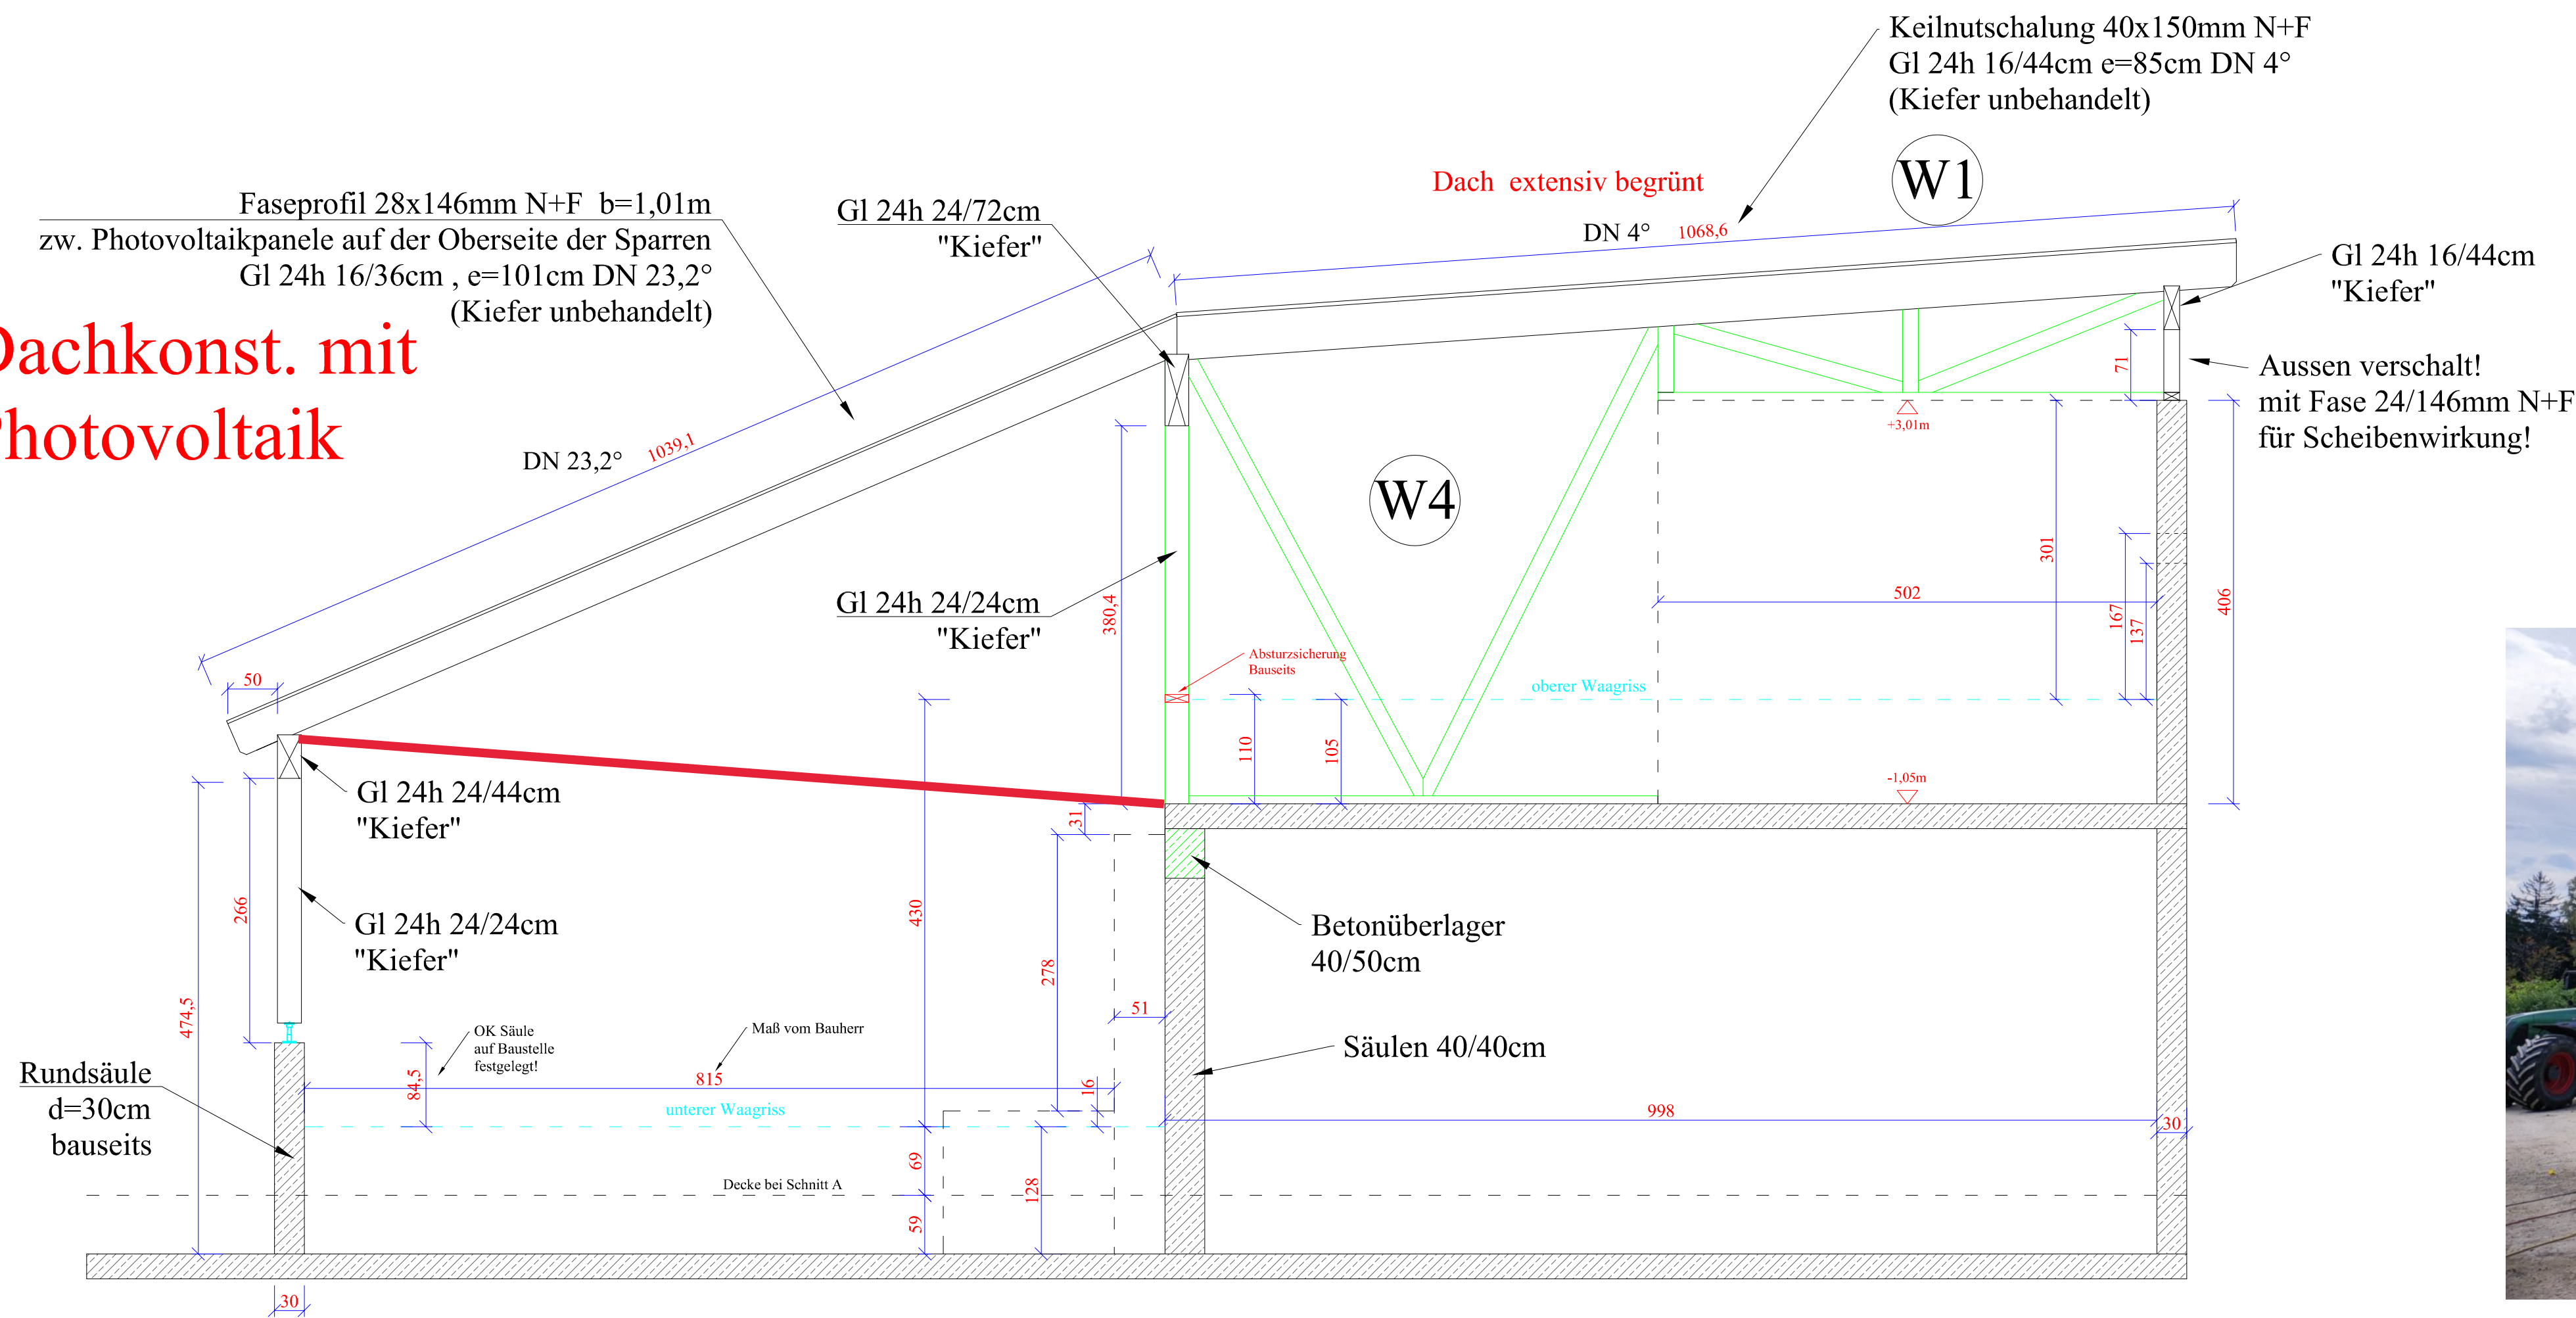 Keilnutschalung 40x150mm N+F
Gl 24h 16/44cm e=85cm DN 4°
(Kiefer unbehandelt)
W1
Dach extensiv begrünt
DN 4°
1068,6
Faseprofil 28x146mm N+F b=1,01m
zw. Photovoltaikpanele auf der Oberseite der Sparren
Gl 24h 16/36cm , e=101cm DN 23,2°
(Kiefer unbehandelt)
Gl 24h 24/72cm
"Kiefer"
Gl 24h 16/44cm
"Kiefer"
Dachkonst. mit
Photovoltaik
71
Aussen verschalt!
mit Fase 24/146mm N+F
für Scheibenwirkung!
DN 23,2°
1039,1
+3,01m
W4
Gl 24h 24/24cm
"Kiefer"
380,4
301
502
167
137
406
Absturzsicherung
Bauseits
oberer Waagriss
50
110
105
-1,05m
Gl 24h 24/44cm
"Kiefer"
31
266
430
Gl 24h 24/24cm
"Kiefer"
Betonüberlager
40/50cm
278
474,5
51
OK Säule
auf Baustelle
festgelegt!
Maß vom Bauherr
Säulen 40/40cm
Rundsäule
d=30cm
bauseits
84,5
815
16
unterer Waagriss
998
30
69
Decke bei Schnitt A
128
59
30